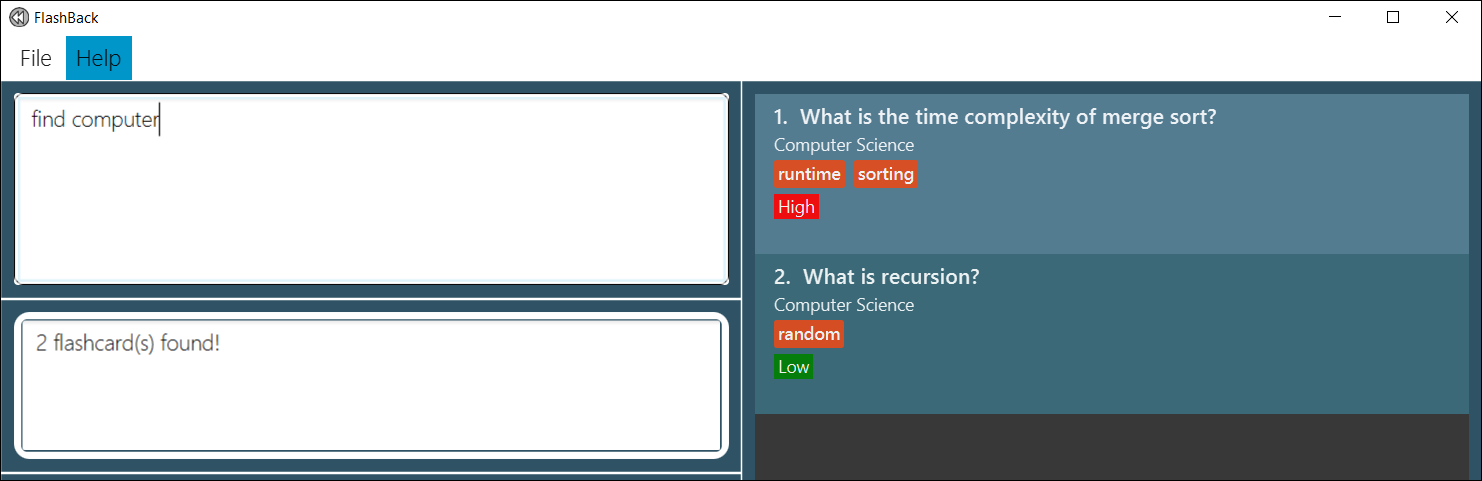 FlashBack
File Help
find computer
2 flashcard(s) found!
1. What is the time complexity of merge sort?
Computer Science
runtime sorting
High
2. What is recursion?
Computer Science
random
Low